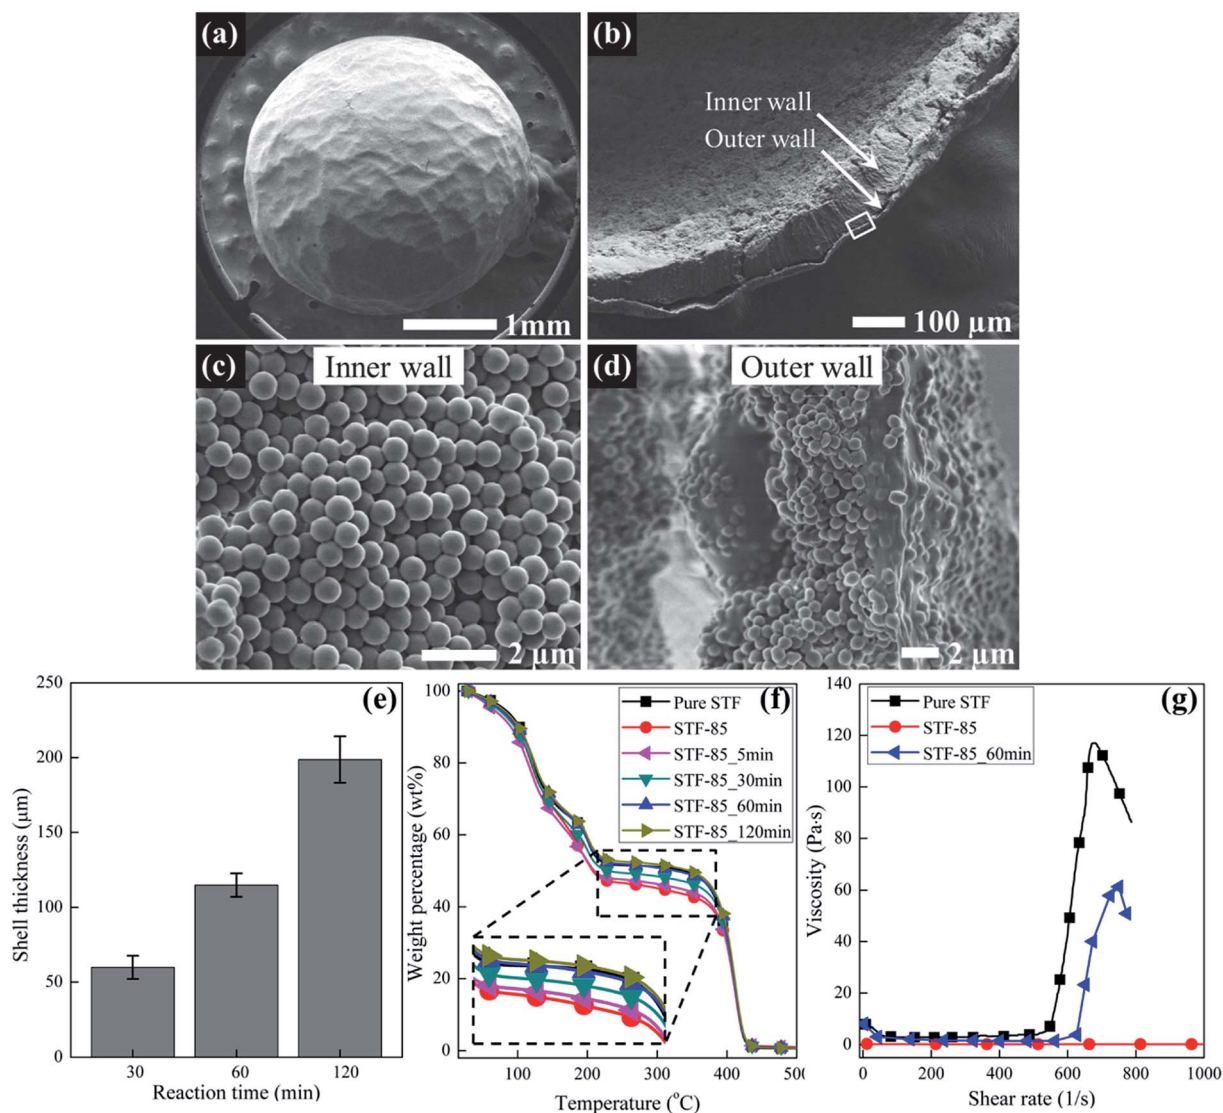 (a)
1mm
(b)
Inner wall
Outer wall
100 µm
(c)
Inner wall
2 µm
(d)
Outer wall
2 µm
(e)
250
200
150
100
50
0
30
60
120
Shell thickness (µm)
Reaction time (min)
(f)
Pure STF
STF-85
STF-85_5min
STF-85_30min
STF-85_60min
STF-85_120min
100
80
60
40
20
0
100
200
300
400
500
Weight percentage (wt%)
Temperature (°C)
(g)
Pure STF
STF-85
STF-85_60min
140
120
100
80
60
40
20
0
0
200
400
600
800
1000
Viscosity (Pa·s)
Shear rate (1/s)